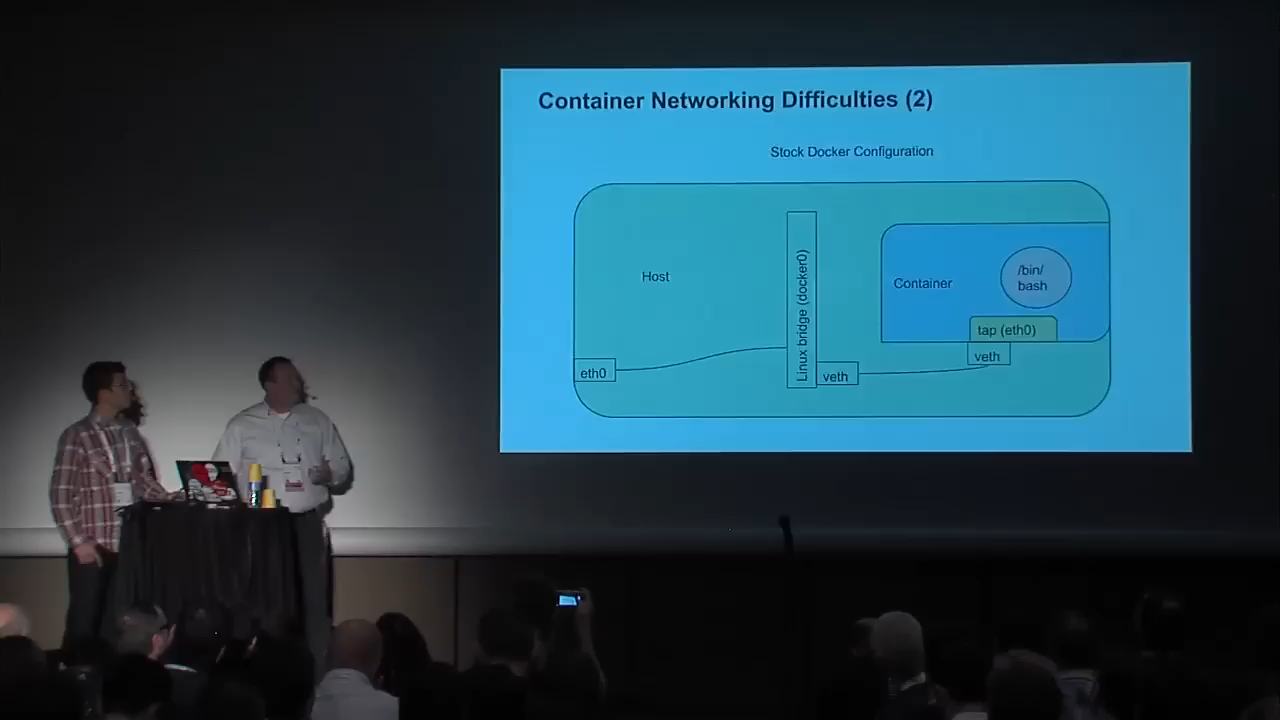 Container Networking Difficulties (2)
Stock Docker Configuration
Host
Linux bridge (docker0)
Container
/bin/
bash
tap (eth0)
veth
eth0
veth